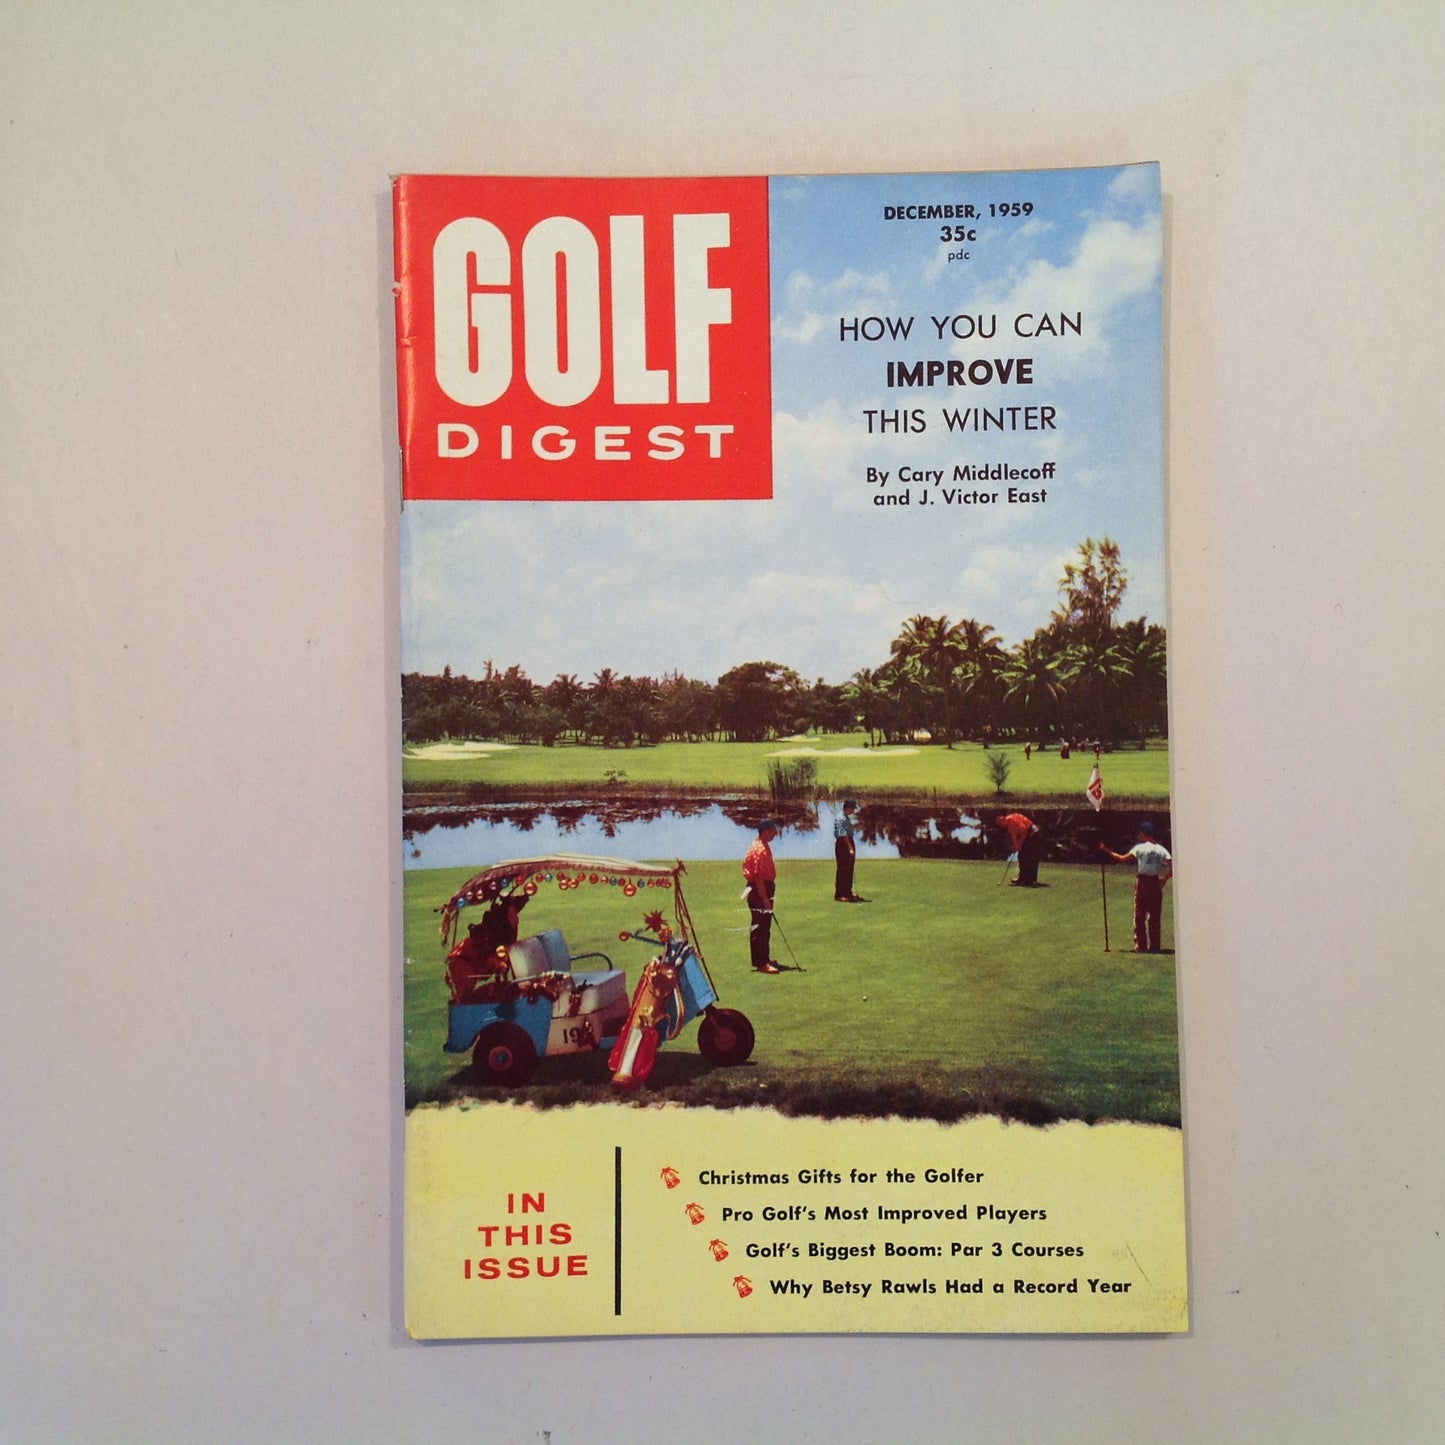 GOLF
DIGEST
DECEMBER, 1959
35c
pdc
HOW YOU CAN
IMPROVE
THIS WINTER
By Cary Middlecoff
and J. Victor East
IN
THIS
ISSUE
Christmas Gifts for the Golfer
Pro Golf's Most Improved Players
Golf's Biggest Boom: Par 3 Courses
Why Betsy Rawls Had a Record Year